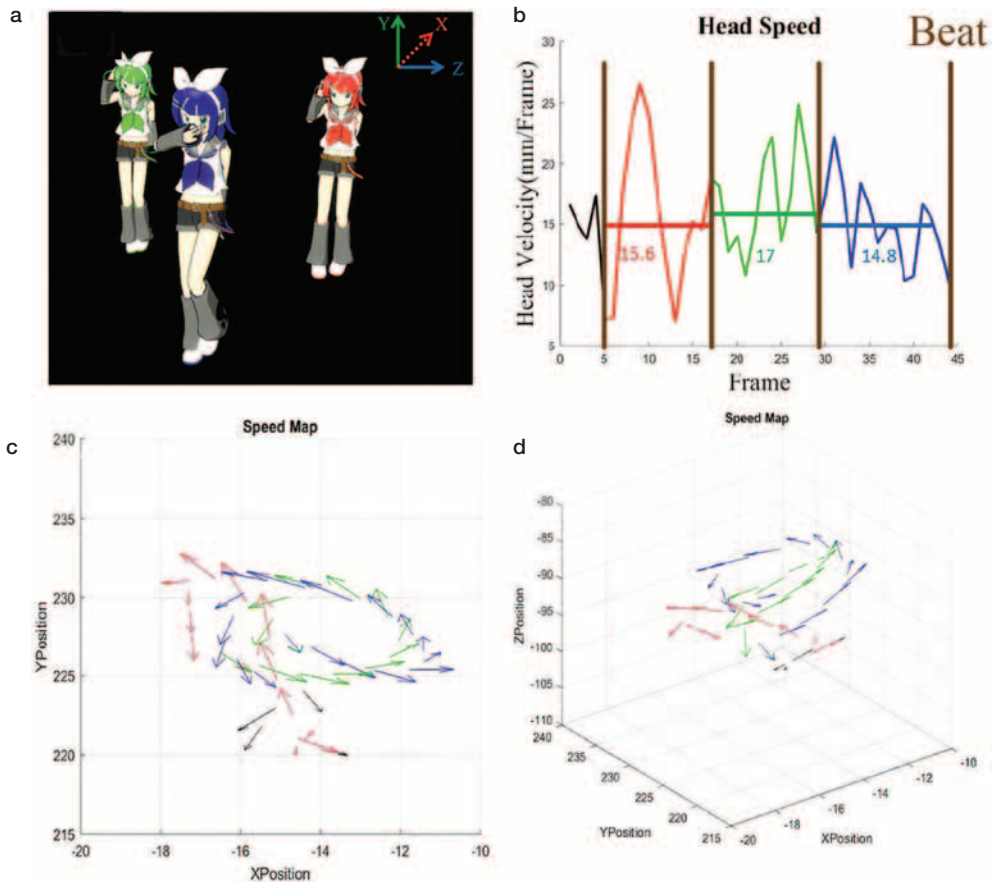 a
Y
X
Z
b
Head Speed
Beat
Head Velocity(mm/Frame)
30
25
20
15
10
5
15.6
17
14.8
0 5 10 15 20 25 30 35 40 45
Frame
c
Speed Map
YPosition
240
235
230
225
220
215
-20 -18 -16 -14 -12 -10
XPosition
d
Speed Map
ZPosition
-80
-85
-90
-95
-100
-105
-110
240
235
230
225
220
215
YPosition
-20
-18
-16
-14
-12
-10
XPosition